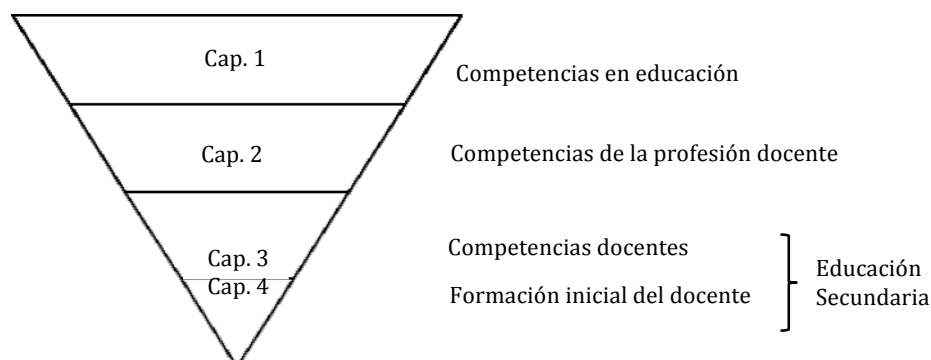 Cap. 1
Competencias en educación
Cap. 2
Competencias de la profesión docente
Cap. 3
Competencias docentes
Cap. 4
Formación inicial del docente
Educación
Secundaria